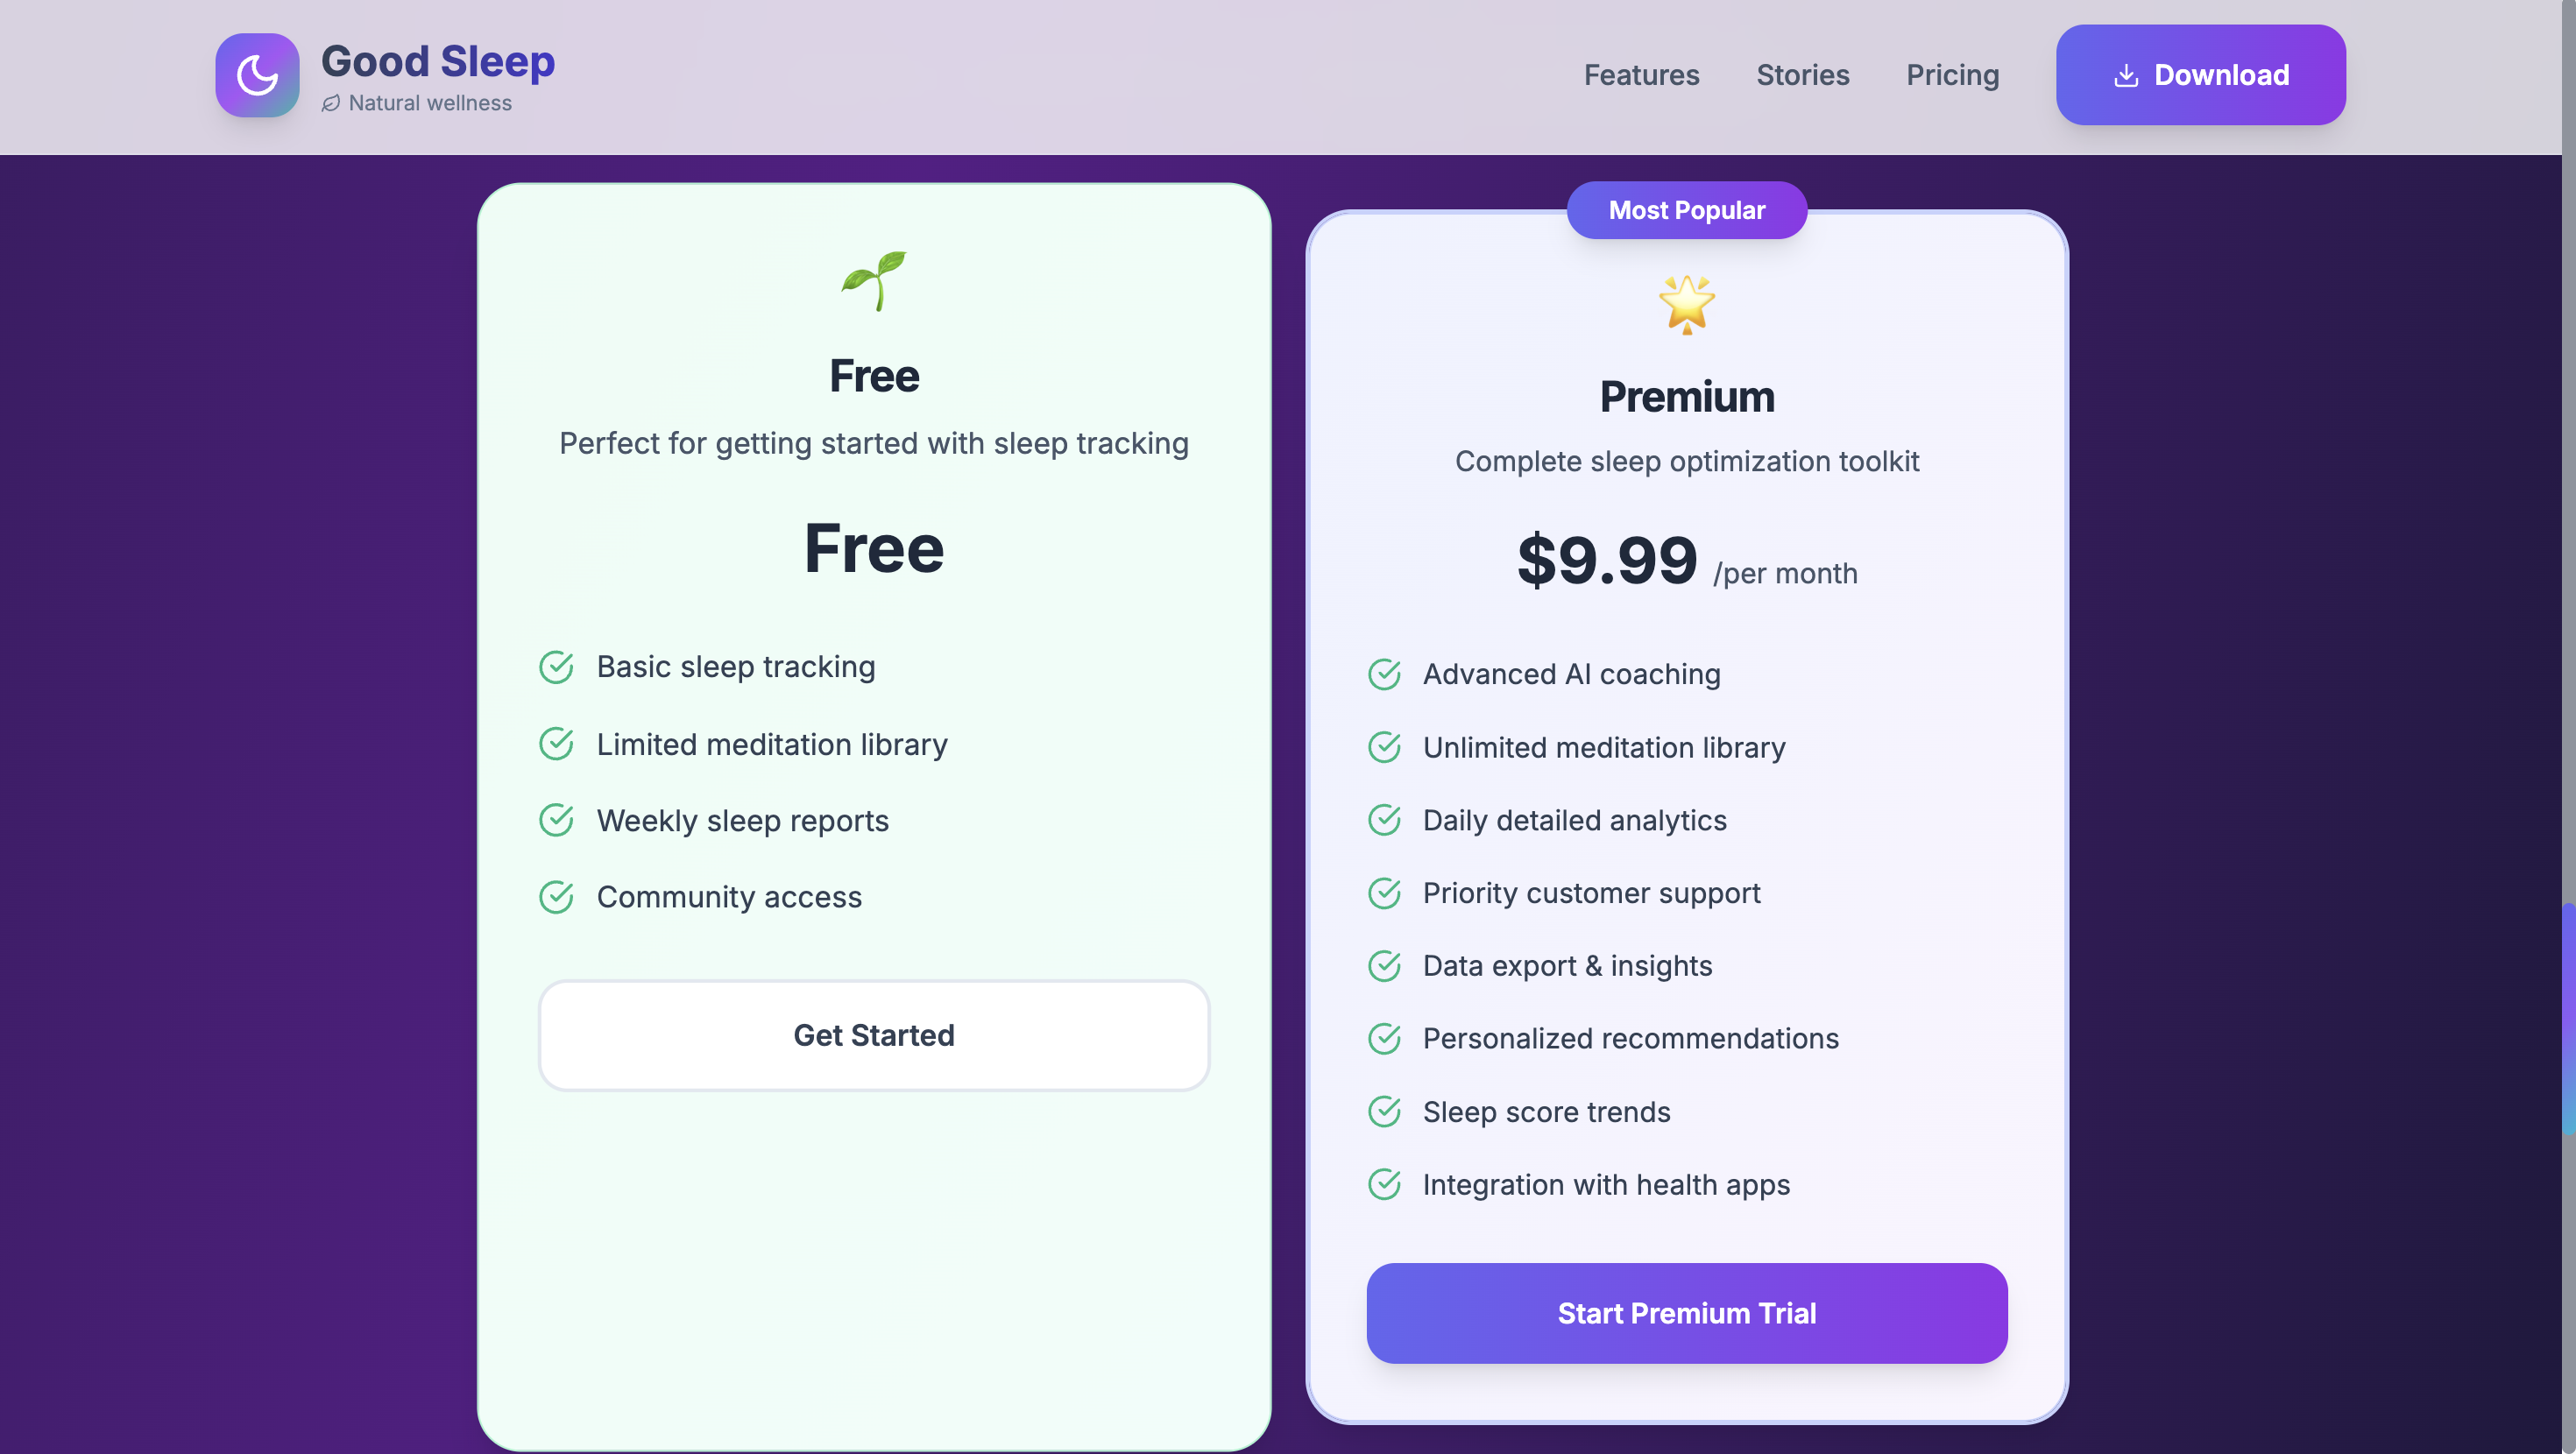 Good Sleep
Natural wellness
Features
Stories
Pricing
Download
Free
Perfect for getting started with sleep tracking
Free
Basic sleep tracking
Limited meditation library
Weekly sleep reports
Community access
Get Started
Most Popular
Premium
Complete sleep optimization toolkit
$9.99 /per month
Advanced AI coaching
Unlimited meditation library
Daily detailed analytics
Priority customer support
Data export & insights
Personalized recommendations
Sleep score trends
Integration with health apps
Start Premium Trial